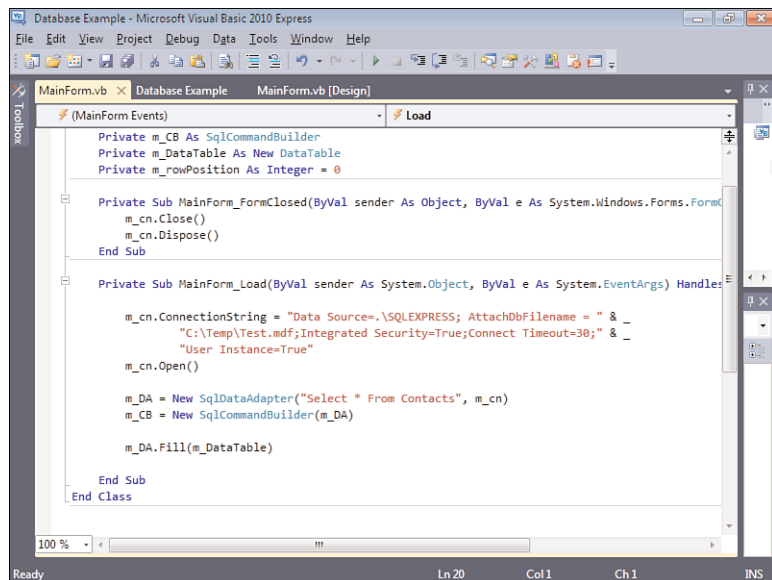 Database Example - Microsoft Visual Basic 2010 Express
File Edit View Project Debug Data Tools Window Help
MainForm.vb Database Example MainForm.vb [Design]
Toolbox
(MainForm Events) Load
Private m_CB As SqlCommandBuilder
Private m_DataTable As New DataTable
Private m_rowPosition As Integer = 0
Private Sub MainForm_FormClosed(ByVal sender As Object, ByVal e As System.Windows.Forms.FormC
m_cn.Close()
m_cn.Dispose()
End Sub
Private Sub MainForm_Load(ByVal sender As System.Object, ByVal e As System.EventArgs) Handles
m_cn.ConnectionString = "Data Source=.\SQLEXPRESS; AttachDbFilename = " & _
"C:\Temp\Test.mdf;Integrated Security=True;Connect Timeout=30;" & _
"User Instance=True"
m_cn.Open()
m_DA = New SqlDataAdapter("Select * From Contacts", m_cn)
m_CB = New SqlCommandBuilder(m_DA)
m_DA.Fill(m_DataTable)
End Sub
End Class
100 %
Ready Ln 20 Col 1 Ch 1 INS